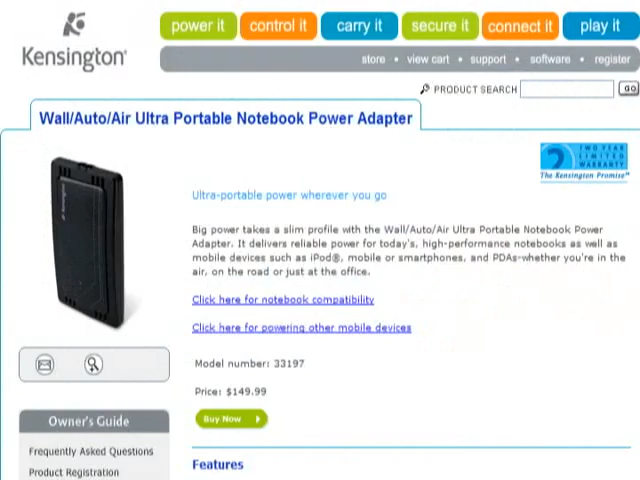 power it control it carry it secure it connect it play it
Kensington
store • view cart • support • software • register
PRODUCT SEARCH GO
Wall/Auto/Air Ultra Portable Notebook Power Adapter
2 TWO YEAR LIMITED WARRANTY
The Kensington Promise™
Ultra-portable power wherever you go
Big power takes a slim profile with the Wall/Auto/Air Ultra Portable Notebook Power
Adapter. It delivers reliable power for today's, high-performance notebooks as well as
mobile devices such as iPod®, mobile or smartphones, and PDAs-whether you're in the
air, on the road or just at the office.
Click here for notebook compatibility
Click here for powering other mobile devices
Model number: 33197
Price: $149.99
Buy Now
Owner's Guide
Frequently Asked Questions
Product Registration
Features